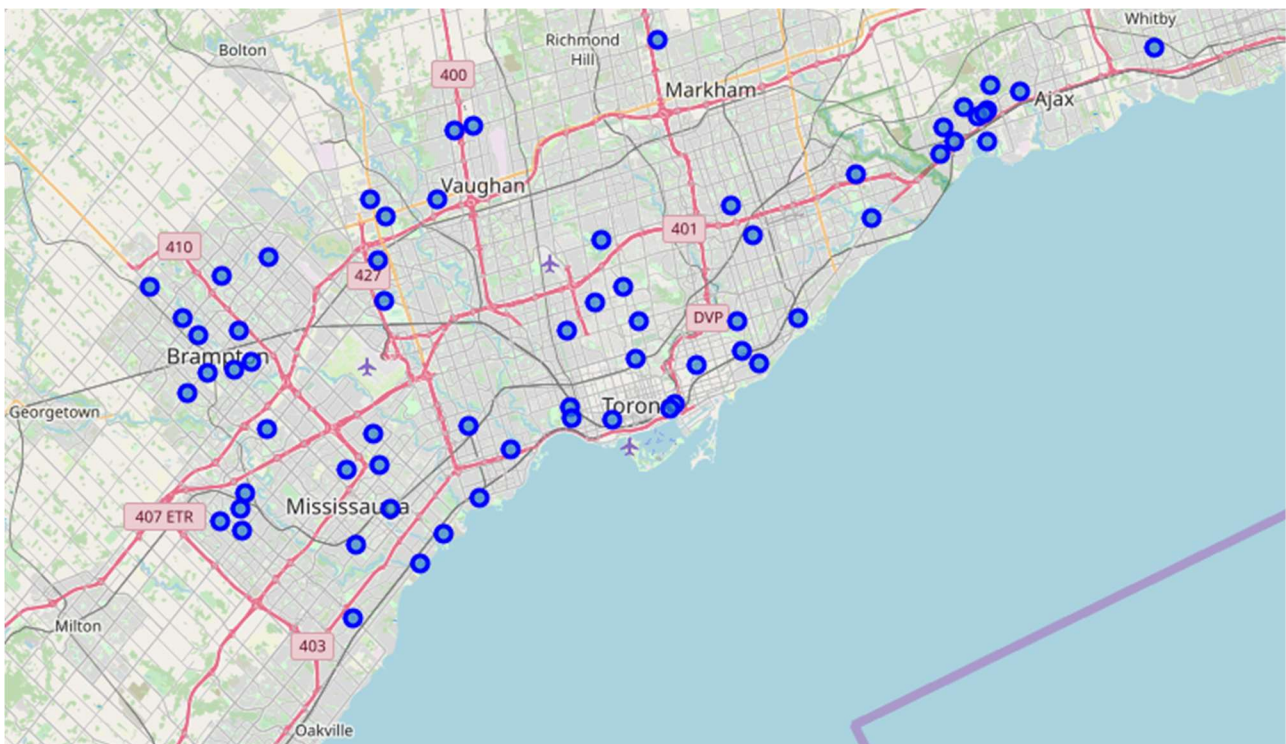 Whitby
Bolton
Richmond
Hill
400
Markham
Ajax
Vaughan
401
410
427
DVP
Brampton
Georgetown
Toron
Mississauga
407 ETR
Milton
403
Oakville